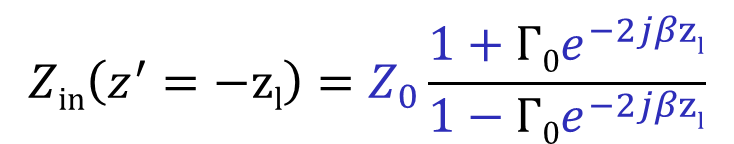 Z_in(z′ = −z_l) = Z_0 (1 + Γ_0 e^{−2jβz_l}) / (1 − Γ_0 e^{−2jβz_l})